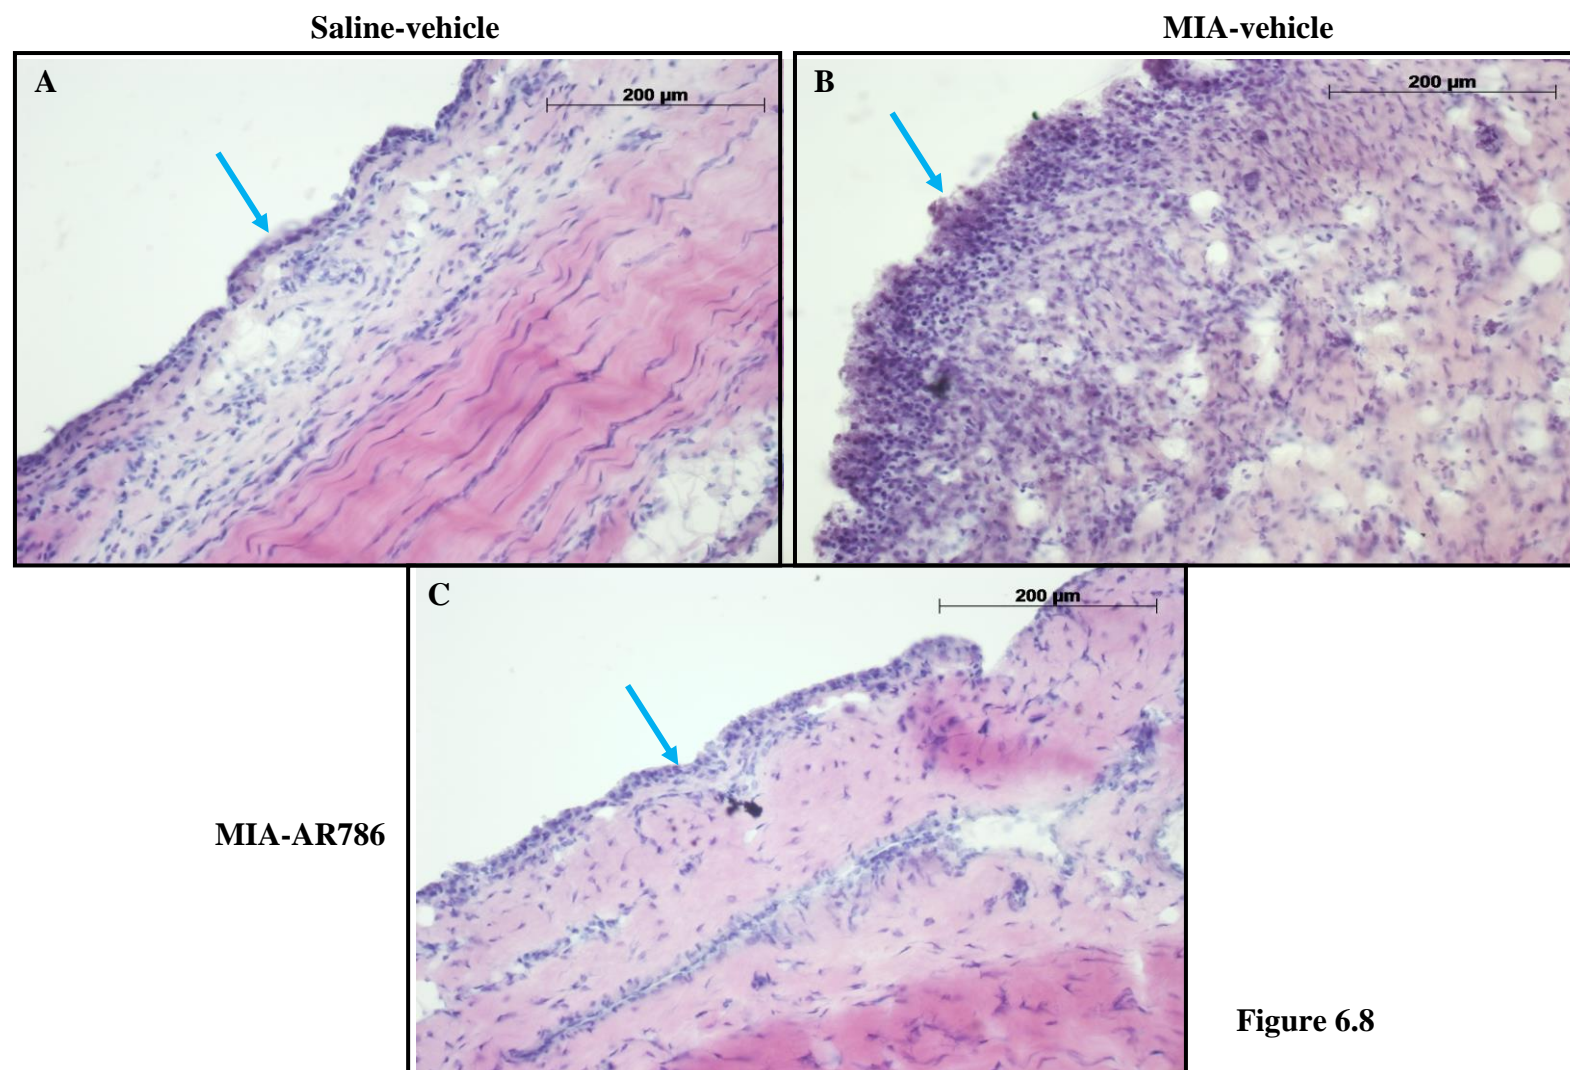 Saline-vehicle
MIA-vehicle
A
200 µm
B
200 µm
C
200 µm
MIA-AR786
Figure 6.8